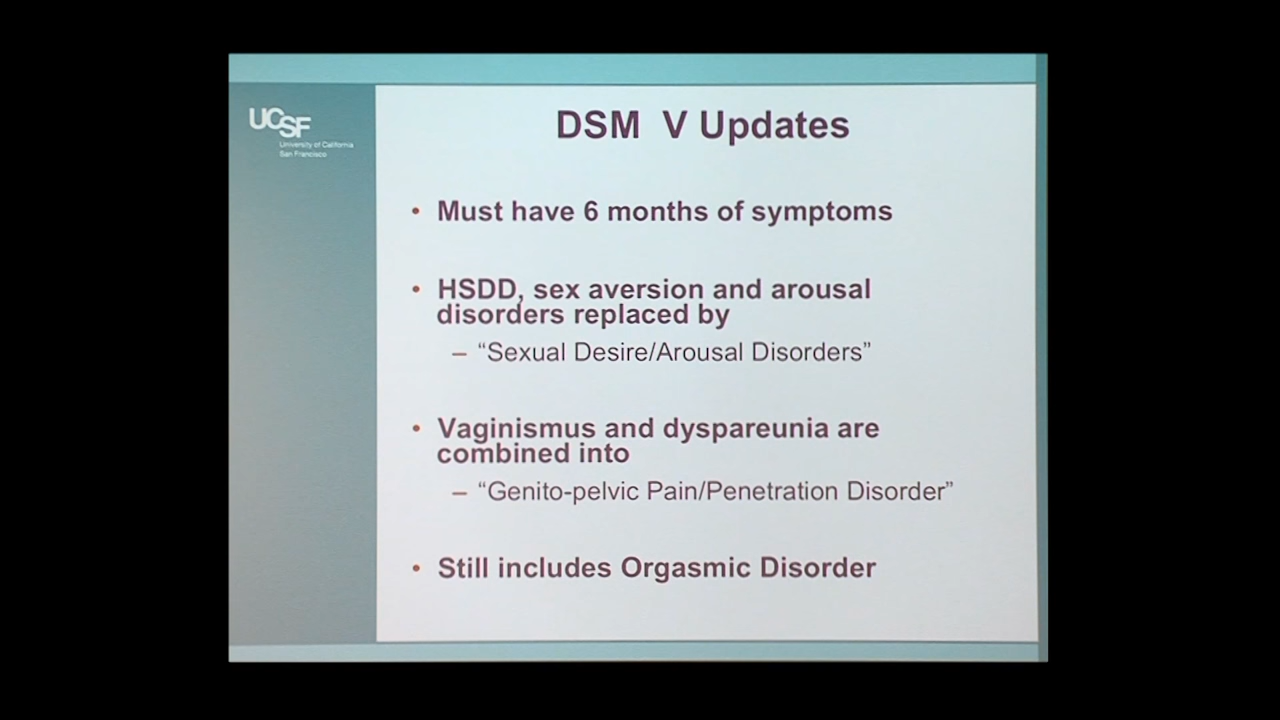 UCSF
University of California
San Francisco
DSM V Updates
• Must have 6 months of symptoms
• HSDD, sex aversion and arousal
disorders replaced by
– “Sexual Desire/Arousal Disorders”
• Vaginismus and dyspareunia are
combined into
– “Genito-pelvic Pain/Penetration Disorder”
• Still includes Orgasmic Disorder